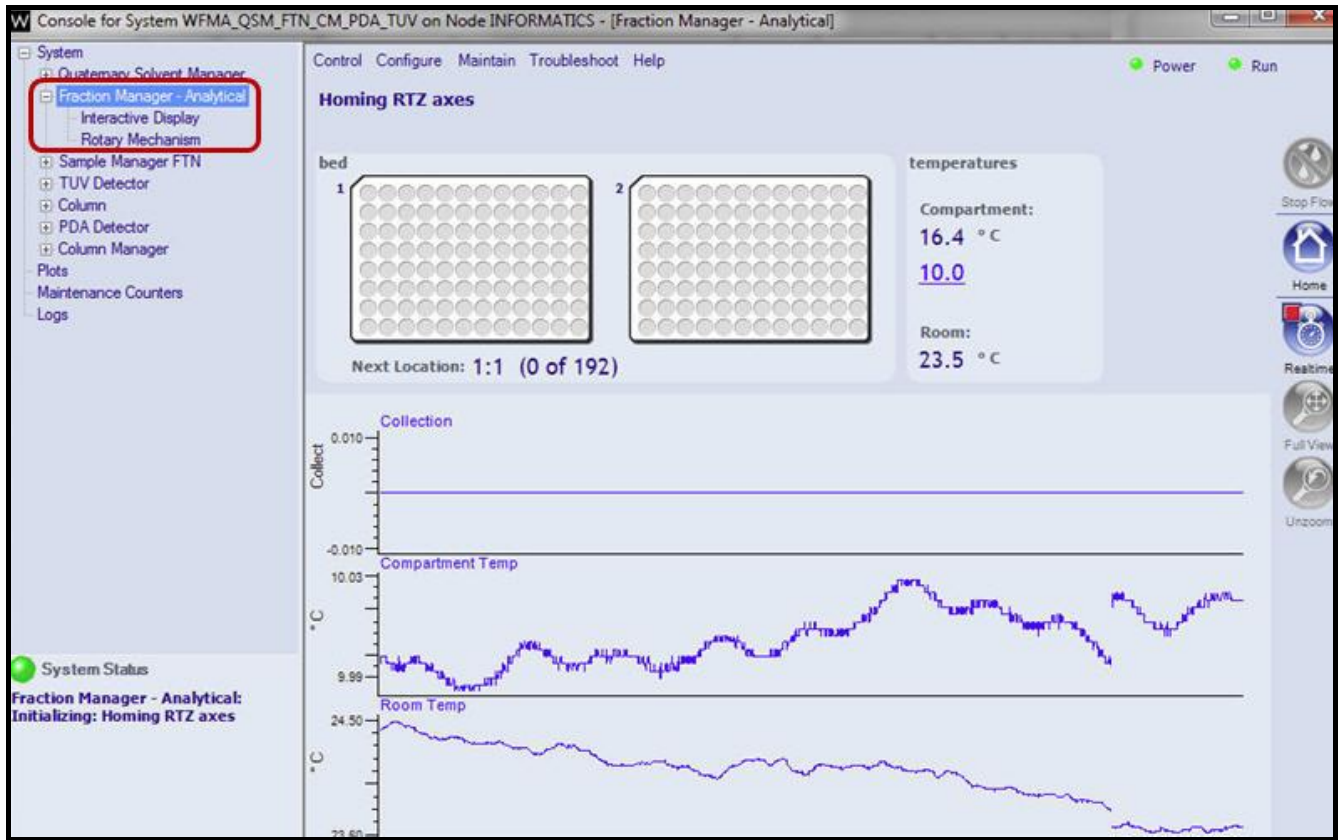 W Console for System WFMA_QSM_FTN_CM_PDA_TUV on Node INFORMATICS - [Fraction Manager - Analytical]
System
Quaternary Solvent Manager
Fraction Manager - Analytical
Interactive Display
Rotary Mechanism
Sample Manager FTN
TUV Detector
Column
PDA Detector
Column Manager
Plots
Maintenance Counters
Logs
System Status
Fraction Manager - Analytical:
Initializing: Homing RTZ axes
Control Configure Maintain Troubleshoot Help
Power Run
Homing RTZ axes
bed
1 2
Next Location: 1:1 (0 of 192)
temperatures
Compartment:
16.4 °C
10.0
Room:
23.5 °C
Collection
Collect
0.010
-0.010
Compartment Temp
°C
10.03
9.99
Room Temp
°C
24.50
23.60
Stop Flow
Home
Realtime
Full View
Unzoom